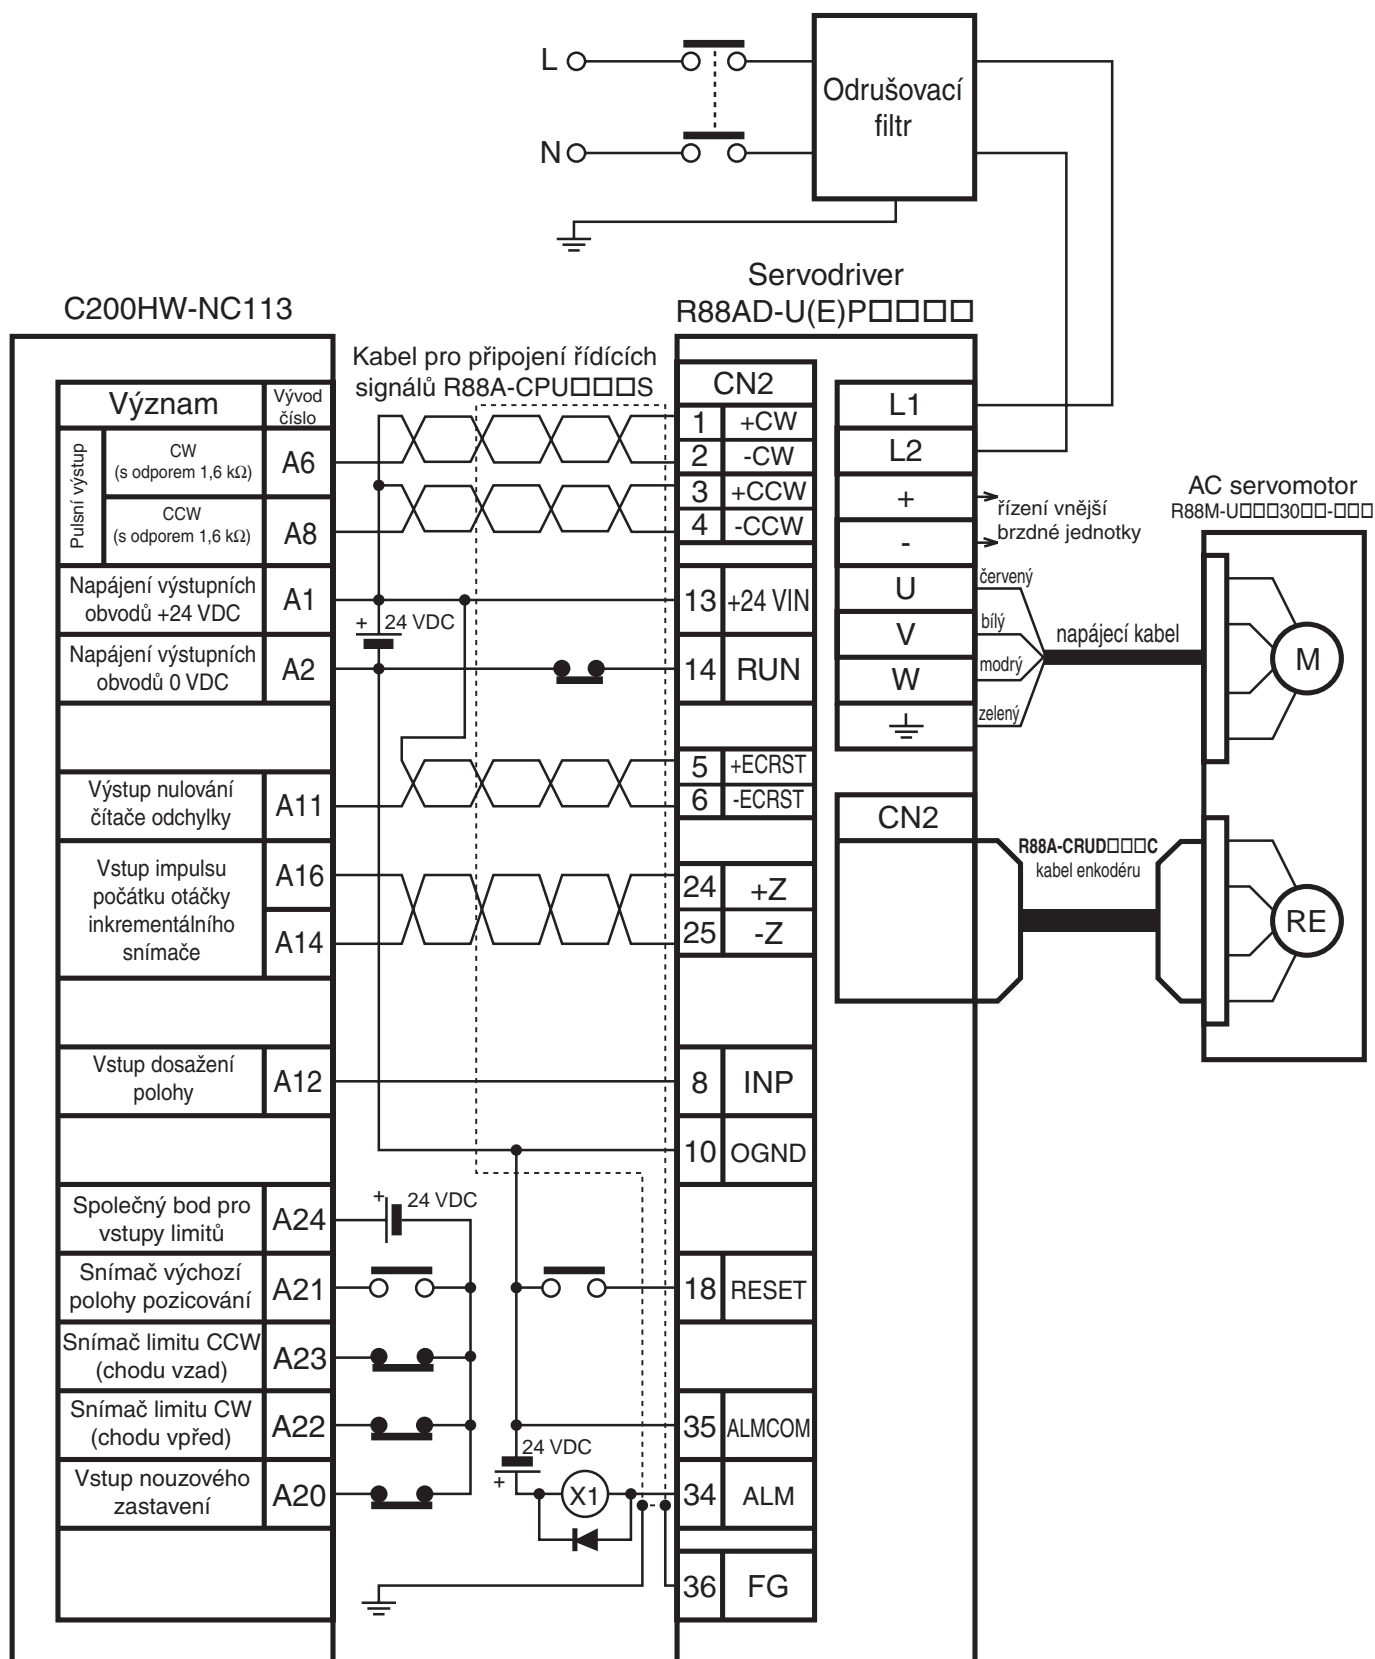 L
N
Odrušovací
filtr
Servodriver
R88AD-U(E)P□□□□
C200HW-NC113
Kabel pro připojení řídících
signálů R88A-CPU□□□S
Význam
Vývod
číslo
Pulsní výstup
CW
(s odporem 1,6 kΩ)
A6
CCW
(s odporem 1,6 kΩ)
A8
Napájení výstupních
obvodů +24 VDC
A1
Napájení výstupních
obvodů 0 VDC
A2
Výstup nulování
čítače odchylky
A11
Vstup impulsu
počátku otáčky
inkrementálního
snímače
A16
A14
Vstup dosažení
polohy
A12
Společný bod pro
vstupy limitů
A24
Snímač výchozí
polohy pozicování
A21
Snímač limitu CCW
(chodu vzad)
A23
Snímač limitu CW
(chodu vpřed)
A22
Vstup nouzového
zastavení
A20
+ 24 VDC
+ 24 VDC
24 VDC
+
X1
CN2
1 +CW
2 -CW
3 +CCW
4 -CCW
13 +24 VIN
14 RUN
5 +ECRST
6 -ECRST
24 +Z
25 -Z
8 INP
10 OGND
18 RESET
35 ALMCOM
34 ALM
36 FG
L1
L2
+
-
U
V
W
řízení vnější
brzdné jednotky
červený
bílý
modrý
zelený
napájecí kabel
AC servomotor
R88M-U□□□30□□-□□□
M
CN2
R88A-CRUD□□□C
kabel enkodéru
RE